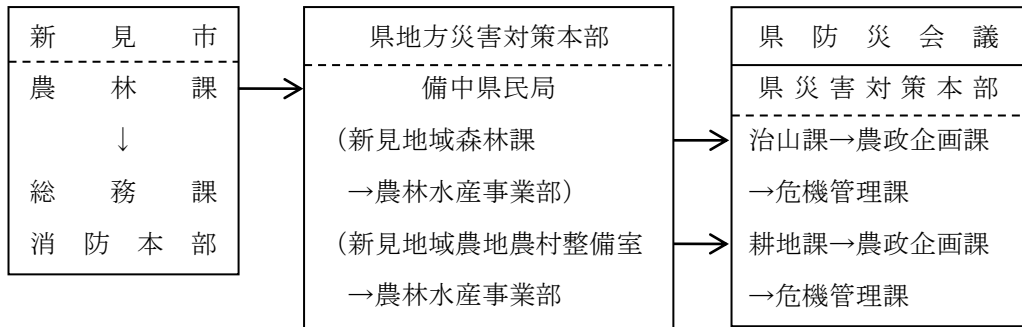 新見市
農林課
↓
総務課
消防本部
県地方災害対策本部
備中県民局
(新見地域森林課
→農林水産事業部)
(新見地域農地農村整備室
→農林水産事業部
県防災会議
県災害対策本部
治山課→農政企画課
→危機管理課
耕地課→農政企画課
→危機管理課